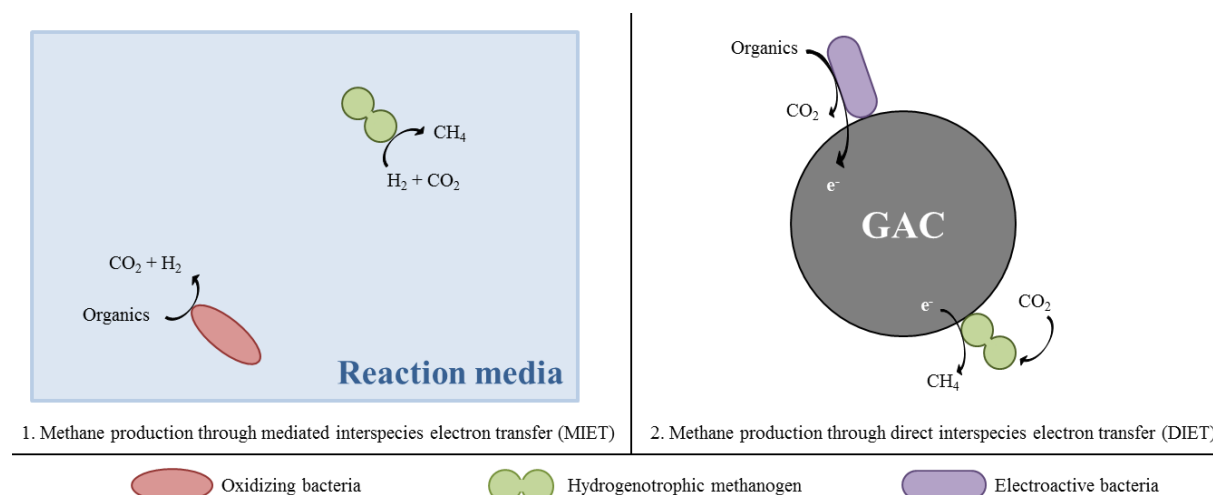 CH₄
H₂ + CO₂
CO₂ + H₂
Organics
Reaction media
1. Methane production through mediated interspecies electron transfer (MIET)
Organics
CO₂
e⁻
GAC
e⁻
CO₂
CH₄
2. Methane production through direct interspecies electron transfer (DIET)
Oxidizing bacteria
Hydrogenotrophic methanogen
Electroactive bacteria